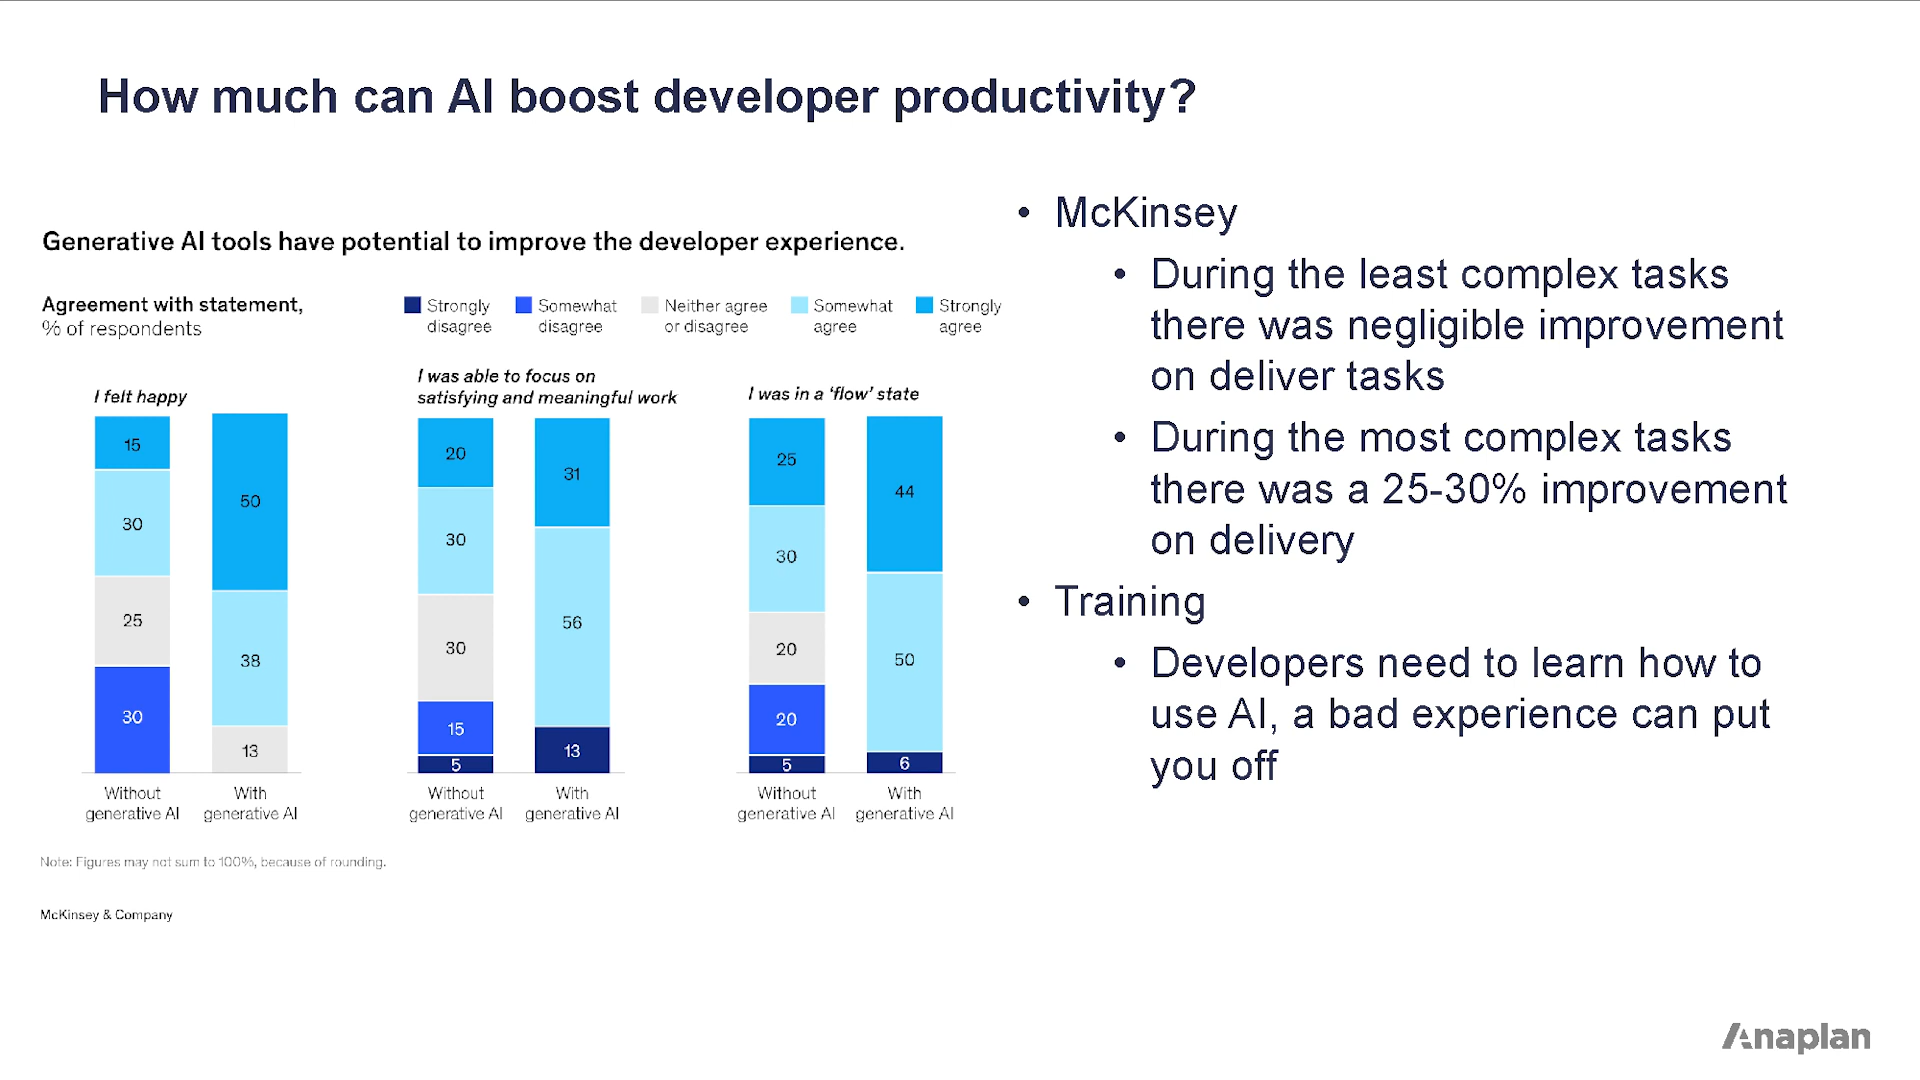 How much can AI boost developer productivity?
Generative AI tools have potential to improve the developer experience.
Agreement with statement,
% of respondents
Strongly disagree
Somewhat disagree
Neither agree or disagree
Somewhat agree
Strongly agree
I felt happy
15
30
25
30
50
38
13
Without generative AI
With generative AI
I was able to focus on
satisfying and meaningful work
20
30
30
15
5
31
56
13
Without generative AI
With generative AI
I was in a ‘flow’ state
25
30
20
20
5
44
50
6
Without generative AI
With generative AI
Note: Figures may not sum to 100%, because of rounding.
McKinsey & Company
• McKinsey
• During the least complex tasks
there was negligible improvement
on deliver tasks
• During the most complex tasks
there was a 25-30% improvement
on delivery
• Training
• Developers need to learn how to
use AI, a bad experience can put
you off
Anaplan